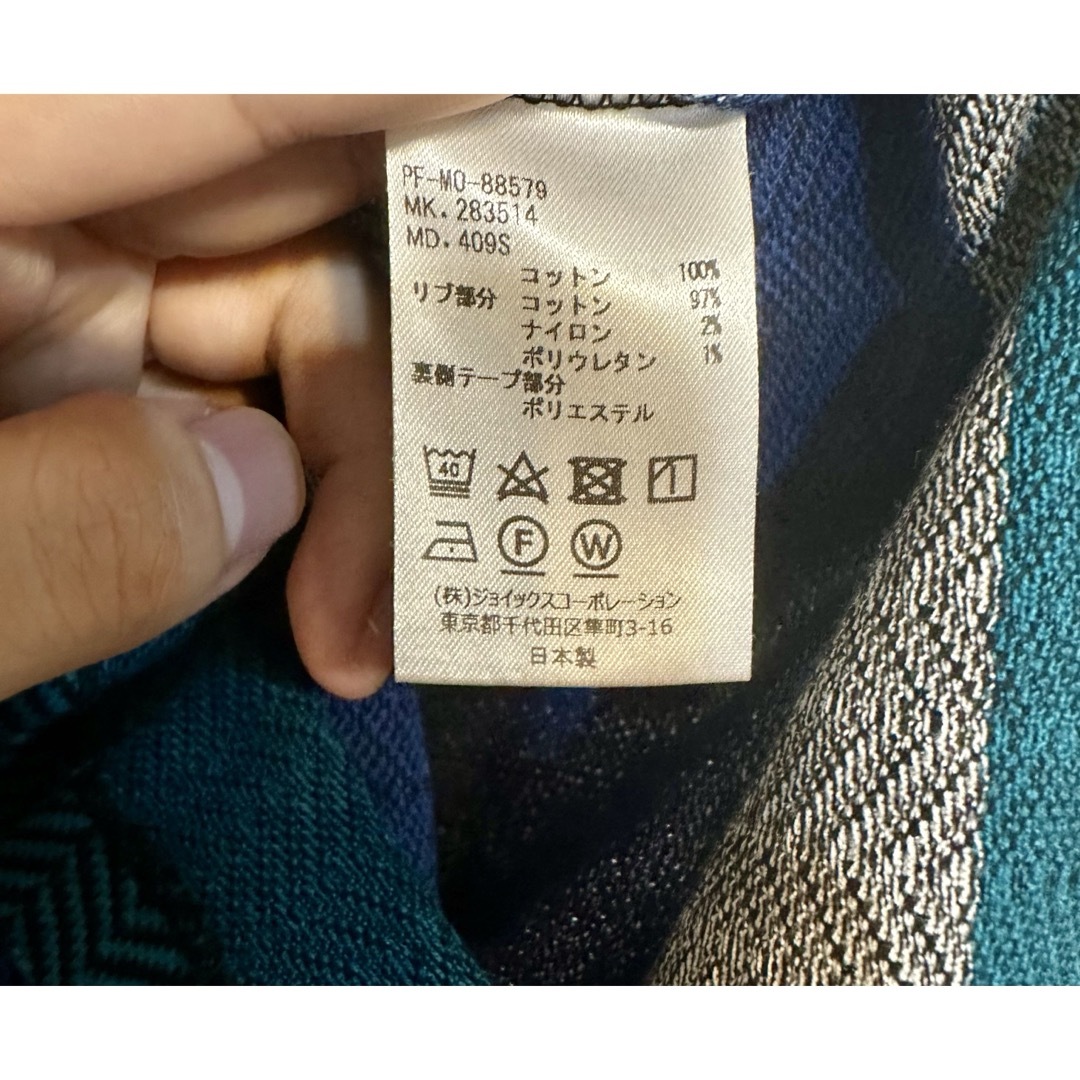 PF-MO-88579
MK.283514
MD.409S
コットン 100%
リブ部分 コットン 97%
ナイロン 2%
ポリウレタン 1%
裏側テープ部分
ポリエステル
40
F W
(株)ジョイックスコーポレーション
東京都千代田区隼町3-16
日本製